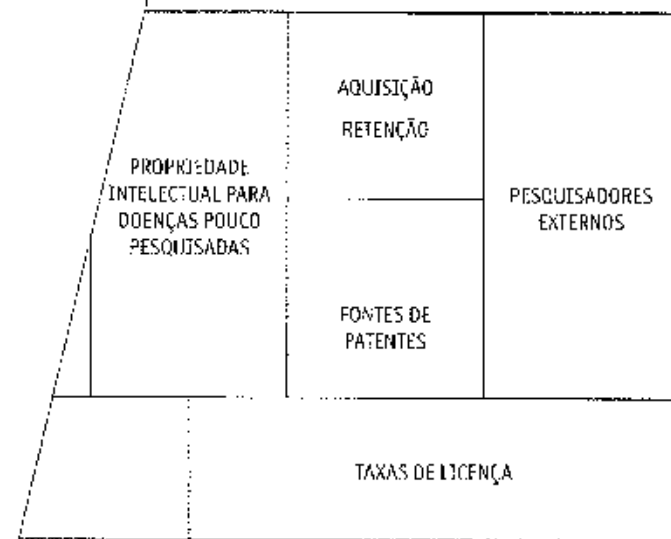 AQUISIÇÃO
RETENÇÃO
PROPRIEDADE
INTELECTUAL PARA
DOENÇAS POUCO
PESQUISADAS
PESQUISADORES
EXTERNOS
FONTES DE
PATENTES
TAXAS DE LICENÇA